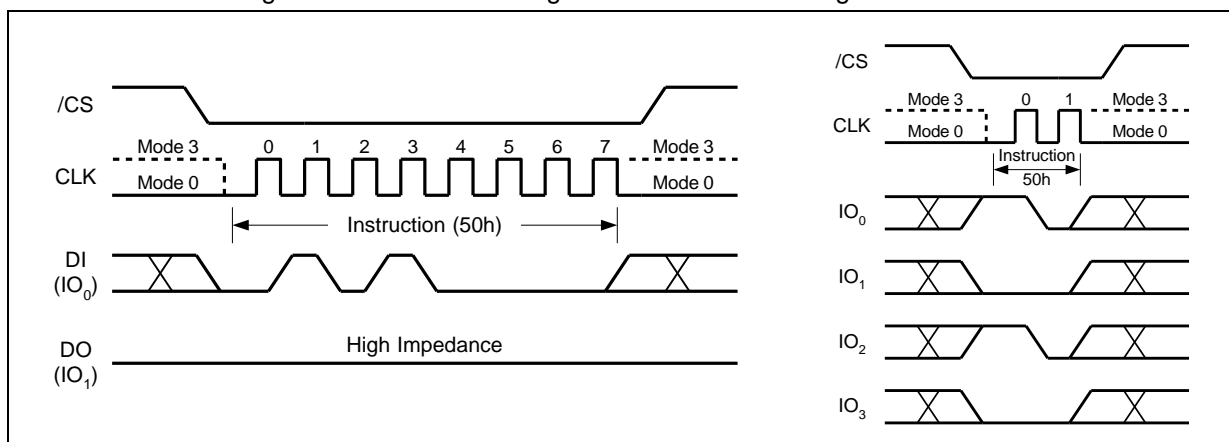 /CS
Mode 3 0 1 2 3 4 5 6 7 Mode 3
CLK
Mode 0 Mode 0
Instruction (50h)
DI
(IO0)
DO
(IO1)
High Impedance
/CS
Mode 3 0 1 Mode 3
CLK
Mode 0 Mode 0
Instruction
50h
IO0
IO1
IO2
IO3